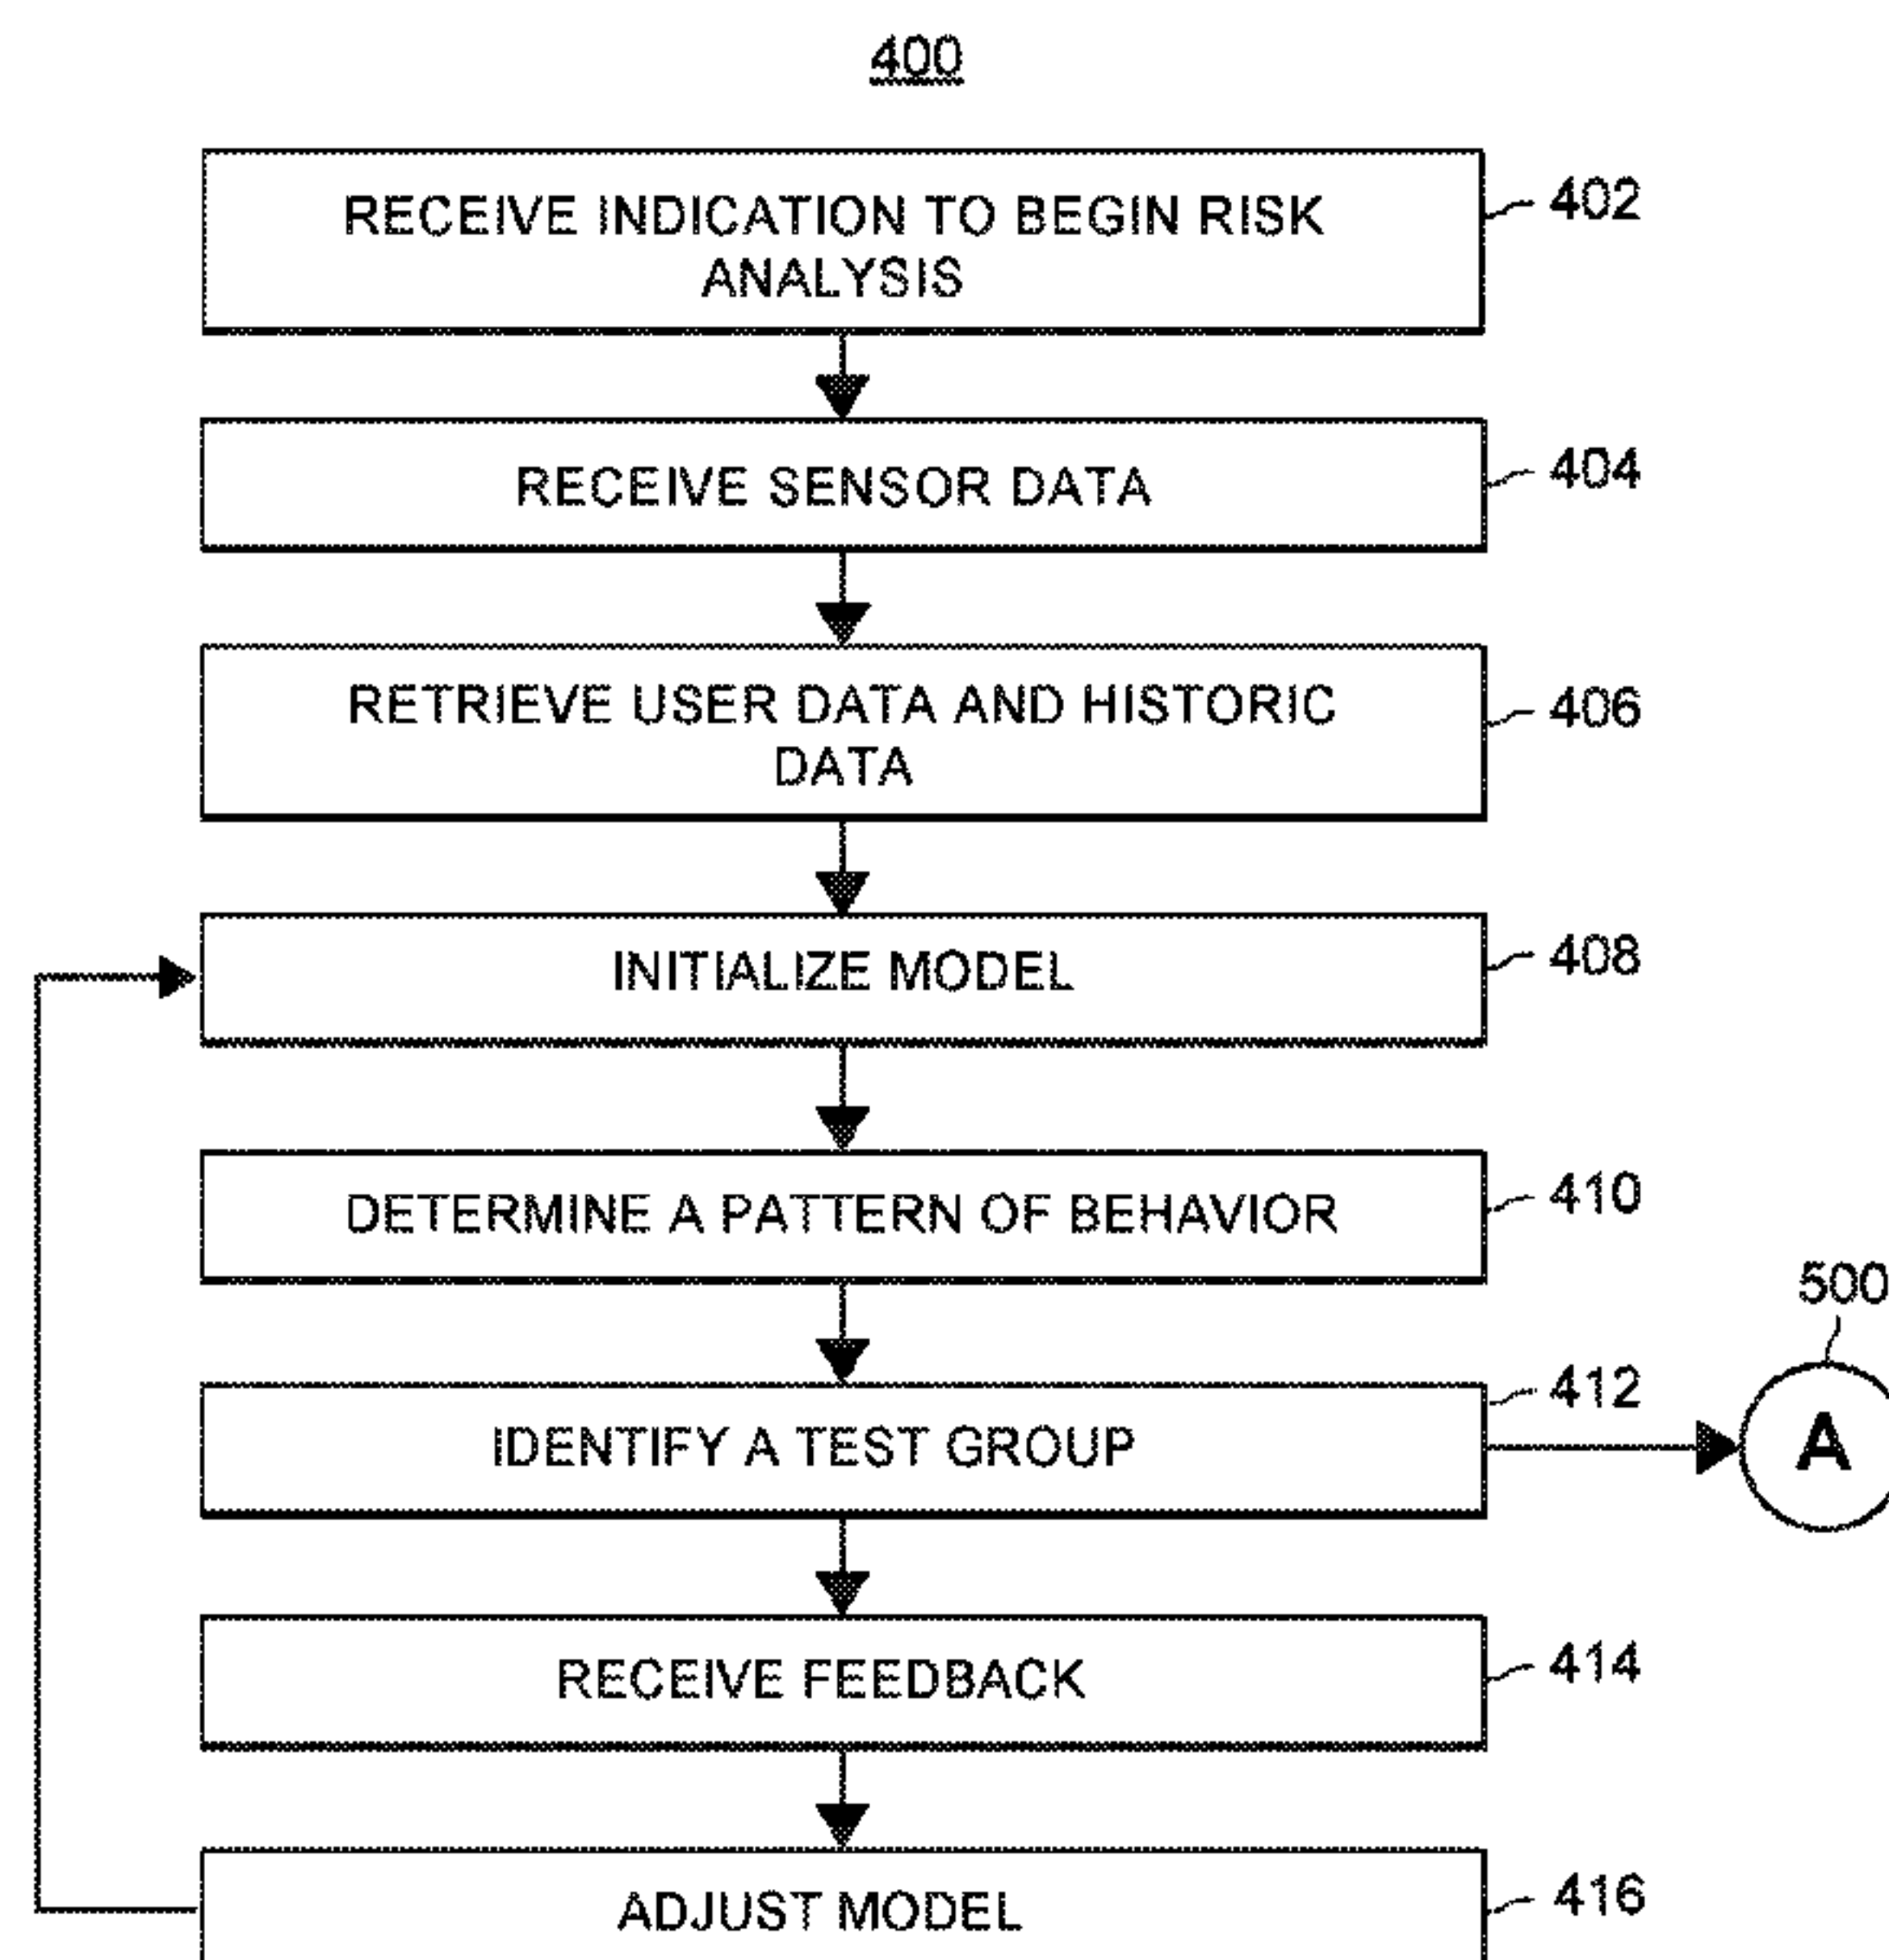 400
RECEIVE INDICATION TO BEGIN RISK
ANALYSIS
402
RECEIVE SENSOR DATA
404
RETRIEVE USER DATA AND HISTORIC
DATA
406
INITIALIZE MODEL
408
DETERMINE A PATTERN OF BEHAVIOR
410
IDENTIFY A TEST GROUP
412
500
A
RECEIVE FEEDBACK
414
ADJUST MODEL
416